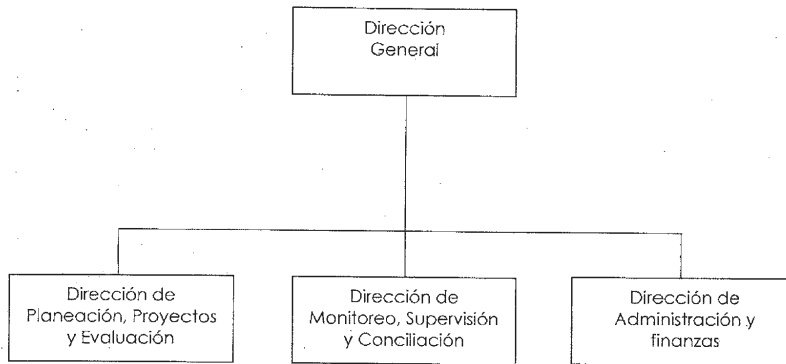 Dirección
General
Dirección de
Planeación, Proyectos
y Evaluación
Dirección de
Monitoreo, Supervisión
y Conciliación
Dirección de
Administración y
finanzas